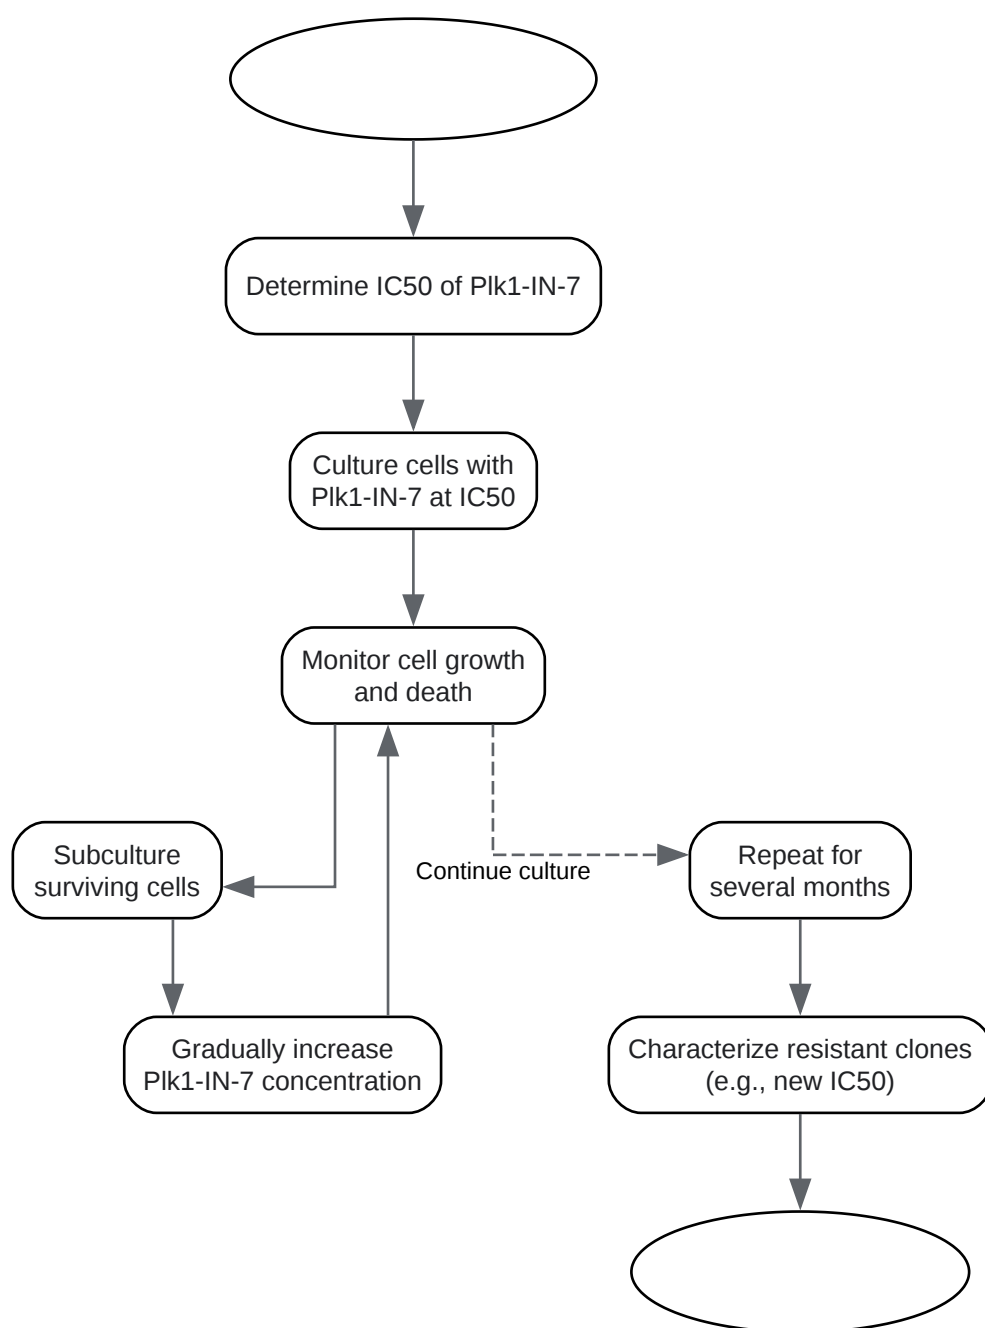 Determine IC50 of Plk1-IN-7
Culture cells with
Plk1-IN-7 at IC50
Monitor cell growth
and death
Subculture
surviving cells
Continue culture
Repeat for
several months
Gradually increase
Plk1-IN-7 concentration
Characterize resistant clones
(e.g., new IC50)